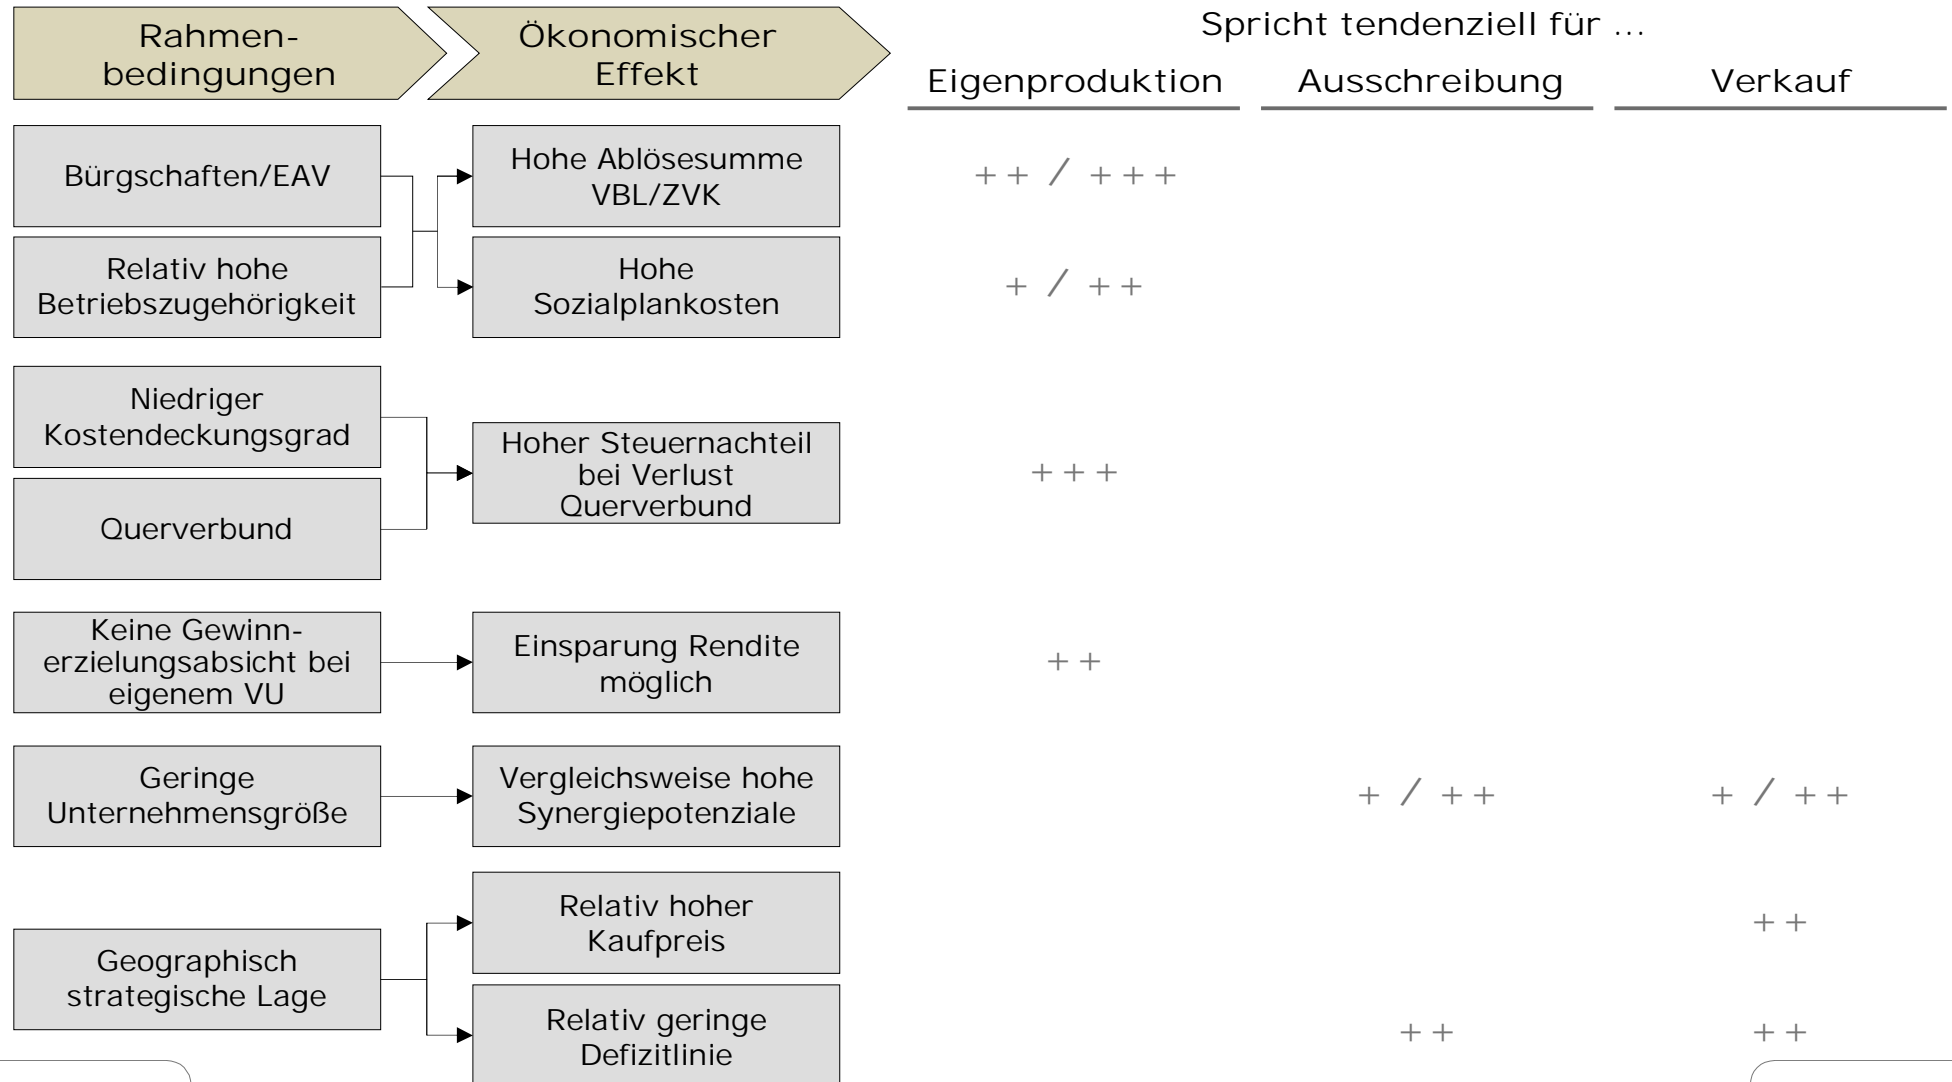 Rahmen-
bedingungen
Ökonomischer
Effekt
Spricht tendenziell für ...
Eigenproduktion
Ausschreibung
Verkauf
Bürgschaften/EAV
Hohe Ablösesumme
VBL/ZVK
++ / +++
Relativ hohe
Betriebszugehörigkeit
Hohe
Sozialplankosten
+ / ++
Niedriger
Kostendeckungsgrad
Querverbund
Hoher Steuernachteil
bei Verlust
Querverbund
+++
Keine Gewinn-
erzielungsabsicht bei
eigenem VU
Einsparung Rendite
möglich
++
Geringe
Unternehmensgröße
Vergleichsweise hohe
Synergiepotenziale
+ / ++
+ / ++
Geographisch
strategische Lage
Relativ hoher
Kaufpreis
++
Relativ geringe
Defizitlinie
++
++